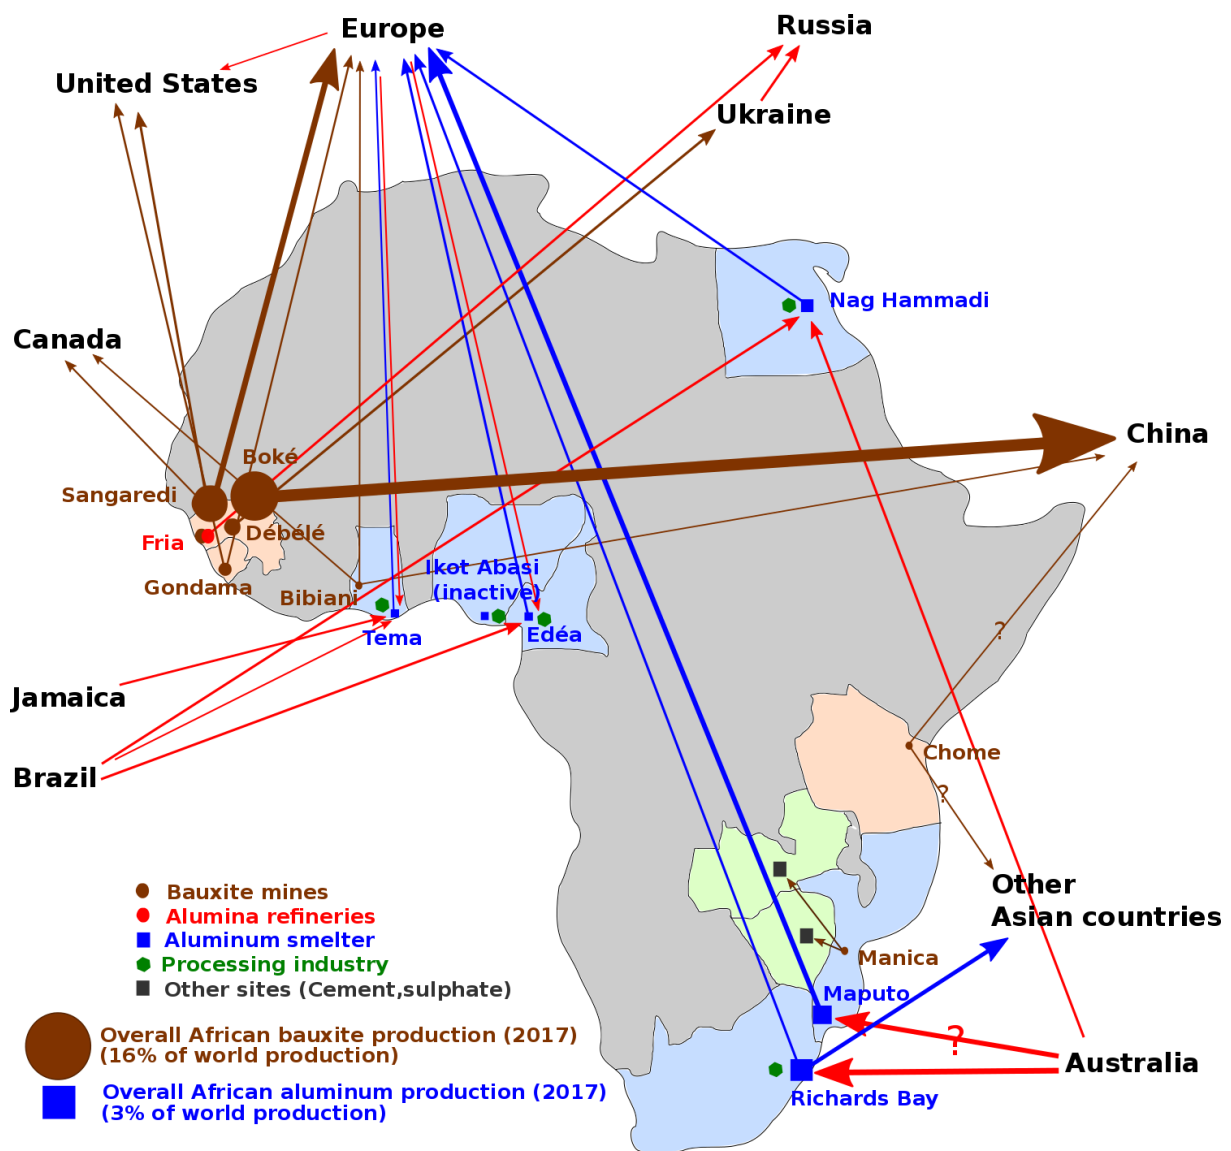 Europe
Russia
United States
Ukraine
Nag Hammadi
Canada
China
Boké
Sangaredi
Débélé
Fria
Ikot Abasi
(inactive)
Gondama
Bibiani
Tema
Edéa
?
Jamaica
Chome
Brazil
?
Other
Asian countries
Bauxite mines
Alumina refineries
Aluminum smelter
Processing industry
Other sites (Cement,sulphate)
Manica
Maputo
Overall African bauxite production (2017)
(16% of world production)
?
Australia
Overall African aluminum production (2017)
(3% of world production)
Richards Bay